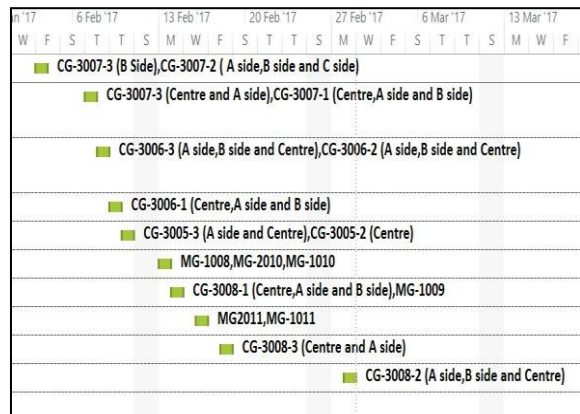 ın '17 6 Feb '17 13 Feb '17 20 Feb '17 27 Feb '17 6 Mar '17 13 Mar '17
W F S T T S M W F S T T S M W F S T T S M W F
CG-3007-3 (B Side),CG-3007-2 ( A side,B side and C side)
CG-3007-3 (Centre and A side),CG-3007-1 (Centre,A side and B side)
CG-3006-3 (A side,B side and Centre),CG-3006-2 (A side,B side and Centre)
CG-3006-1 (Centre,A side and B side)
CG-3005-3 (A side and Centre),CG-3005-2 (Centre)
MG-1008,MG-2010,MG-1010
CG-3008-1 (Centre,A side and B side),MG-1009
MG2011,MG-1011
CG-3008-3 (Centre and A side)
CG-3008-2 (A side,B side and Centre)